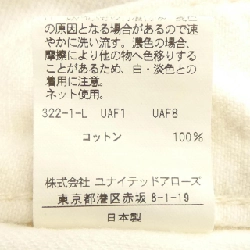 の原因となる場合があるので速
やかに洗い流す。濃色の場合、
摩擦により他の物へ色移りする
ことがあるため、白・淡色との
着用に注意。
ネット使用。
322-1-L UAF1 UAFB
コットン 100%
株式会社 ユナイテッドアローズ
東京都港区赤坂8-1-19
日本製